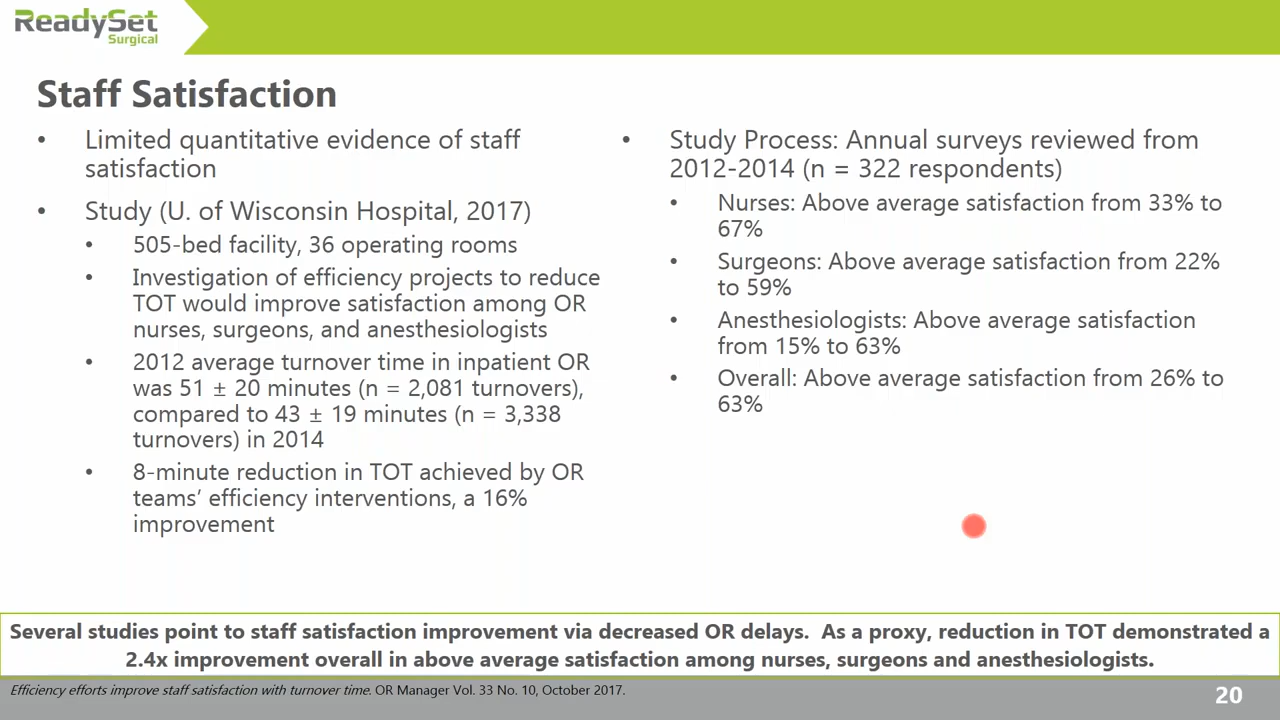 ReadySet
Surgical
Staff Satisfaction
• Limited quantitative evidence of staff
satisfaction
• Study (U. of Wisconsin Hospital, 2017)
• 505-bed facility, 36 operating rooms
• Investigation of efficiency projects to reduce
TOT would improve satisfaction among OR
nurses, surgeons, and anesthesiologists
• 2012 average turnover time in inpatient OR
was 51 ± 20 minutes (n = 2,081 turnovers),
compared to 43 ± 19 minutes (n = 3,338
turnovers) in 2014
• 8-minute reduction in TOT achieved by OR
teams’ efficiency interventions, a 16%
improvement
• Study Process: Annual surveys reviewed from
2012-2014 (n = 322 respondents)
• Nurses: Above average satisfaction from 33% to
67%
• Surgeons: Above average satisfaction from 22%
to 59%
• Anesthesiologists: Above average satisfaction
from 15% to 63%
• Overall: Above average satisfaction from 26% to
63%
Several studies point to staff satisfaction improvement via decreased OR delays. As a proxy, reduction in TOT demonstrated a
2.4x improvement overall in above average satisfaction among nurses, surgeons and anesthesiologists.
Efficiency efforts improve staff satisfaction with turnover time. OR Manager Vol. 33 No. 10, October 2017.
20